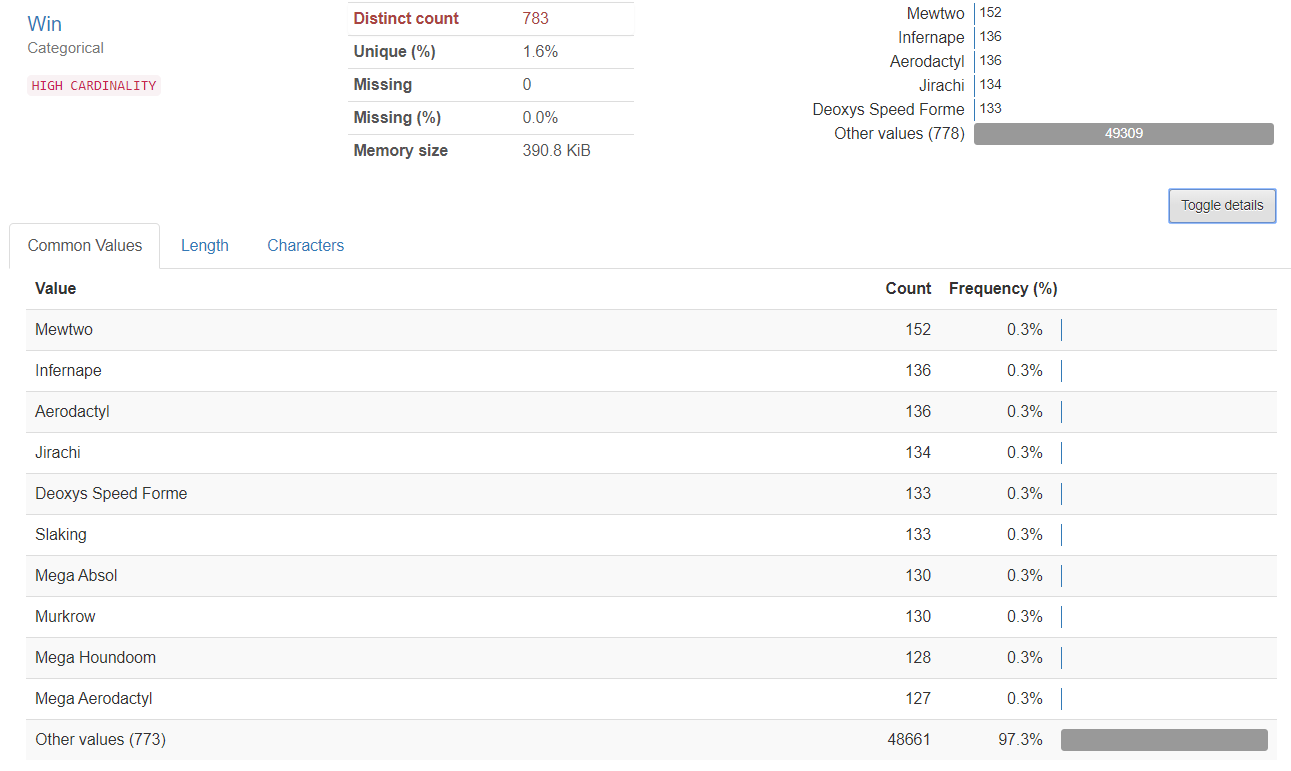 Win
Categorical
HIGH CARDINALITY
Distinct count 783
Unique (%) 1.6%
Missing 0
Missing (%) 0.0%
Memory size 390.8 KiB
Mewtwo 152
Infernape 136
Aerodactyl 136
Jirachi 134
Deoxys Speed Forme 133
Other values (778) 49309
Toggle details
Common Values Length Characters
Value Count Frequency (%)
Mewtwo 152 0.3%
Infernape 136 0.3%
Aerodactyl 136 0.3%
Jirachi 134 0.3%
Deoxys Speed Forme 133 0.3%
Slaking 133 0.3%
Mega Absol 130 0.3%
Murkrow 130 0.3%
Mega Houndoom 128 0.3%
Mega Aerodactyl 127 0.3%
Other values (773) 48661 97.3%